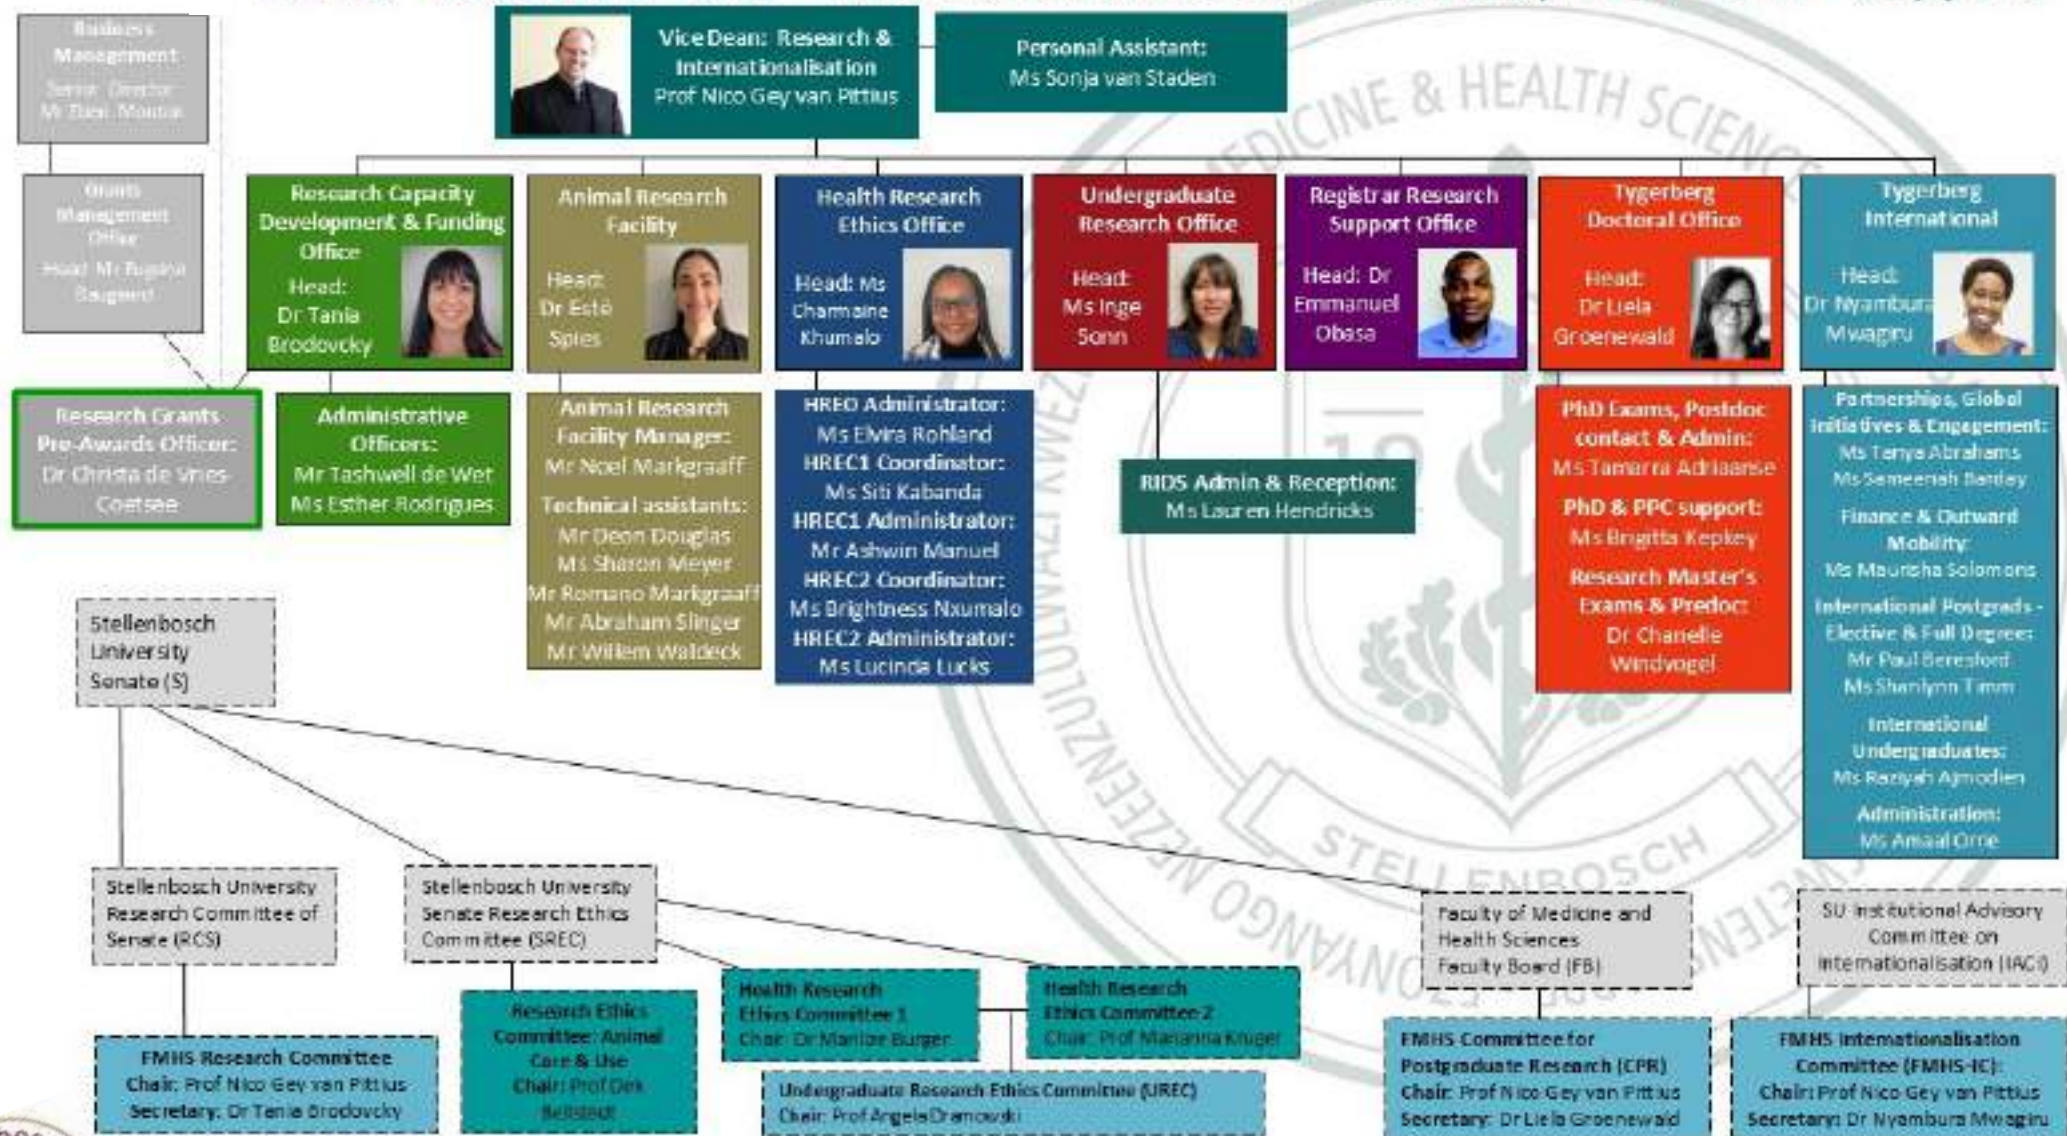 Business
Management
Senior Director
Vice Dean: Research &
Internationalisation
Prof Nico Gey van Pittius
Personal Assistant:
Ms Sonja van Staden
Grants
Management
Office
Research Capacity
Development & Funding
Office
Head:
Dr Tania
Brodovcky
Animal Research
Facility
Head:
Dr Esté
Spies
Health Research
Ethics Office
Head: Ms
Charmaine
Khumalo
Undergraduate
Research Office
Head:
Ms Inge
Sonn
Registrar Research
Support Office
Head: Dr
Emmanuel
Obasa
Tygerberg
Doctoral Office
Head:
Dr Liela
Groenewald
Tygerberg
International
Head:
Dr Nyambura
Mwagiru
Research Grants
Pre-Awards Officer:
Dr Christa de Vries-
Coetsee
Administrative
Officers:
Mr Tashwell de Wet
Ms Esther Rodrigues
Animal Research
Facility Manager:
Mr Noel Markgraaff
Technical assistants:
Mr Deon Douglas
Ms Sharon Meyer
Mr Romano Markgraaff
Mr Abraham Slinger
Mr Willem Waldeck
HREO Administrator:
Ms Elvira Rohland
HREC1 Coordinator:
Ms Siti Kabanda
HREC1 Administrator:
Mr Ashwin Manuel
HREC2 Coordinator:
Ms Brightness Nxumalo
HREC2 Administrator:
Ms Lucinda Lucks
RIDS Admin & Reception:
Ms Lauren Hendricks
PhD Exams, Postdoc
contact & Admin:
Ms Tamarra Adriaanse
PhD & PPC support:
Ms Brigitta Kepkey
Research Master's
Exams & Predoc:
Dr Chanelle
Windvogel
Partnerships, Global
Initiatives & Engagement:
Ms Tanya Abrahams
Ms Sameenah Barday
Finance & Outward
Mobility:
Ms Maurisha Solomons
International Postgrads -
Elective & Full Degree:
Mr Paul Beresford
Ms Shanlynn Timm
International
Undergraduates:
Ms Raziyah Ajmodien
Administration:
Ms Amaal Orrie
Stellenbosch
University
Senate (S)
Stellenbosch University
Research Committee of
Senate (RCS)
Stellenbosch University
Senate Research Ethics
Committee (SREC)
Faculty of Medicine and
Health Sciences
Faculty Board (FB)
SU Institutional Advisory
Committee on
Internationalisation (IACI)
FMHS Research Committee
Chair: Prof Nico Gey van Pittius
Secretary: Dr Tania Brodovcky
Research Ethics
Committee: Animal
Care & Use
Chair: Prof
Health Research
Ethics Committee 1
Chair: Dr Burger
Health Research
Ethics Committee 2
Chair: Prof Marianna Kruger
Undergraduate Research Ethics Committee (UREC)
Chair: Prof Angela Dramowski
FMHS Committee for
Postgraduate Research (CPR)
Chair: Prof Nico Gey van Pittius
Secretary: Dr Liela Groenewald
FMHS Internationalisation
Committee (FMHS-IC):
Chair: Prof Nico Gey van Pittius
Secretary: Dr Nyambura Mwagiru
MEDICINE & HEALTH SCIENCE
STELLENBOSCH